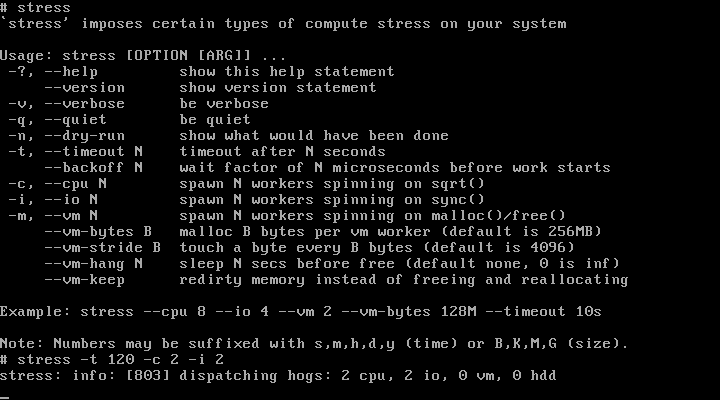 # stress
`stress' imposes certain types of compute stress on your system

Usage: stress [OPTION [ARG]] ...
 -?, --help         show this help statement
     --version      show version statement
 -v, --verbose      be verbose
 -q, --quiet        be quiet
 -n, --dry-run      show what would have been done
 -t, --timeout N    timeout after N seconds
     --backoff N    wait factor of N microseconds before work starts
 -c, --cpu N        spawn N workers spinning on sqrt()
 -i, --io N         spawn N workers spinning on sync()
 -m, --vm N         spawn N workers spinning on malloc()/free()
     --vm-bytes B   malloc B bytes per vm worker (default is 256MB)
     --vm-stride B  touch a byte every B bytes (default is 4096)
     --vm-hang N    sleep N secs before free (default none, 0 is inf)
     --vm-keep      redirty memory instead of freeing and reallocating

Example: stress --cpu 8 --io 4 --vm 2 --vm-bytes 128M --timeout 10s

Note: Numbers may be suffixed with s,m,h,d,y (time) or B,K,M,G (size).
# stress -t 120 -c 2 -i 2
stress: info: [803] dispatching hogs: 2 cpu, 2 io, 0 vm, 0 hdd